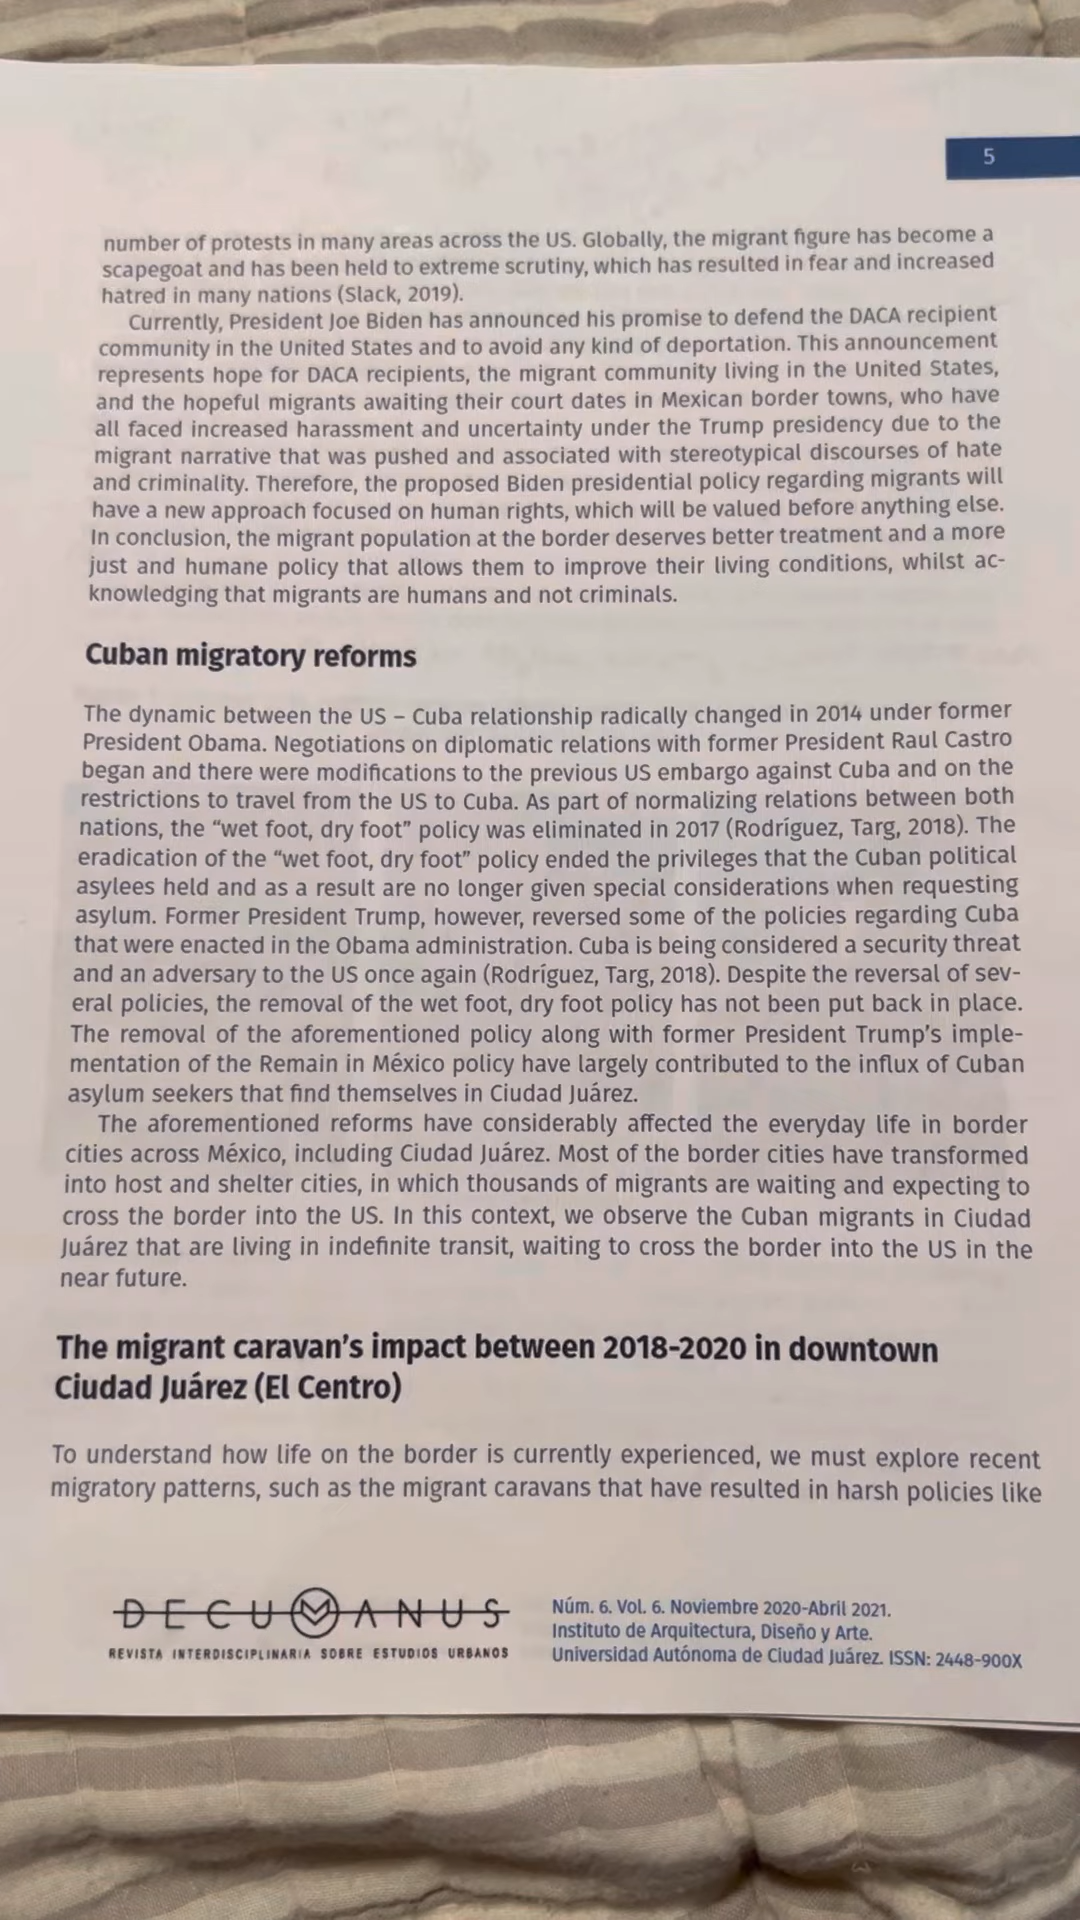 5
number of protests in many areas across the US. Globally, the migrant figure has become a
scapegoat and has been held to extreme scrutiny, which has resulted in fear and increased
hatred in many nations (Slack, 2019).
Currently, President Joe Biden has announced his promise to defend the DACA recipient
community in the United States and to avoid any kind of deportation. This announcement
represents hope for DACA recipients, the migrant community living in the United States,
and the hopeful migrants awaiting their court dates in Mexican border towns, who have
all faced increased harassment and uncertainty under the Trump presidency due to the
migrant narrative that was pushed and associated with stereotypical discourses of hate
and criminality. Therefore, the proposed Biden presidential policy regarding migrants will
have a new approach focused on human rights, which will be valued before anything else.
In conclusion, the migrant population at the border deserves better treatment and a more
just and humane policy that allows them to improve their living conditions, whilst ac-
knowledging that migrants are humans and not criminals.
Cuban migratory reforms
The dynamic between the US – Cuba relationship radically changed in 2014 under former
President Obama. Negotiations on diplomatic relations with former President Raul Castro
began and there were modifications to the previous US embargo against Cuba and on the
restrictions to travel from the US to Cuba. As part of normalizing relations between both
nations, the “wet foot, dry foot” policy was eliminated in 2017 (Rodríguez, Targ, 2018). The
eradication of the “wet foot, dry foot” policy ended the privileges that the Cuban political
asylees held and as a result are no longer given special considerations when requesting
asylum. Former President Trump, however, reversed some of the policies regarding Cuba
that were enacted in the Obama administration. Cuba is being considered a security threat
and an adversary to the US once again (Rodríguez, Targ, 2018). Despite the reversal of sev-
eral policies, the removal of the wet foot, dry foot policy has not been put back in place.
The removal of the aforementioned policy along with former President Trump’s imple-
mentation of the Remain in México policy have largely contributed to the influx of Cuban
asylum seekers that find themselves in Ciudad Juárez.
The aforementioned reforms have considerably affected the everyday life in border
cities across México, including Ciudad Juárez. Most of the border cities have transformed
into host and shelter cities, in which thousands of migrants are waiting and expecting to
cross the border into the US. In this context, we observe the Cuban migrants in Ciudad
Juárez that are living in indefinite transit, waiting to cross the border into the US in the
near future.
The migrant caravan’s impact between 2018-2020 in downtown
Ciudad Juárez (El Centro)
To understand how life on the border is currently experienced, we must explore recent
migratory patterns, such as the migrant caravans that have resulted in harsh policies like
DECUMANUS
REVISTA INTERDISCIPLINARIA SOBRE ESTUDIOS URBANOS
Núm. 6. Vol. 6. Noviembre 2020-Abril 2021.
Instituto de Arquitectura, Diseño y Arte.
Universidad Autónoma de Ciudad Juárez. ISSN: 2448-900X